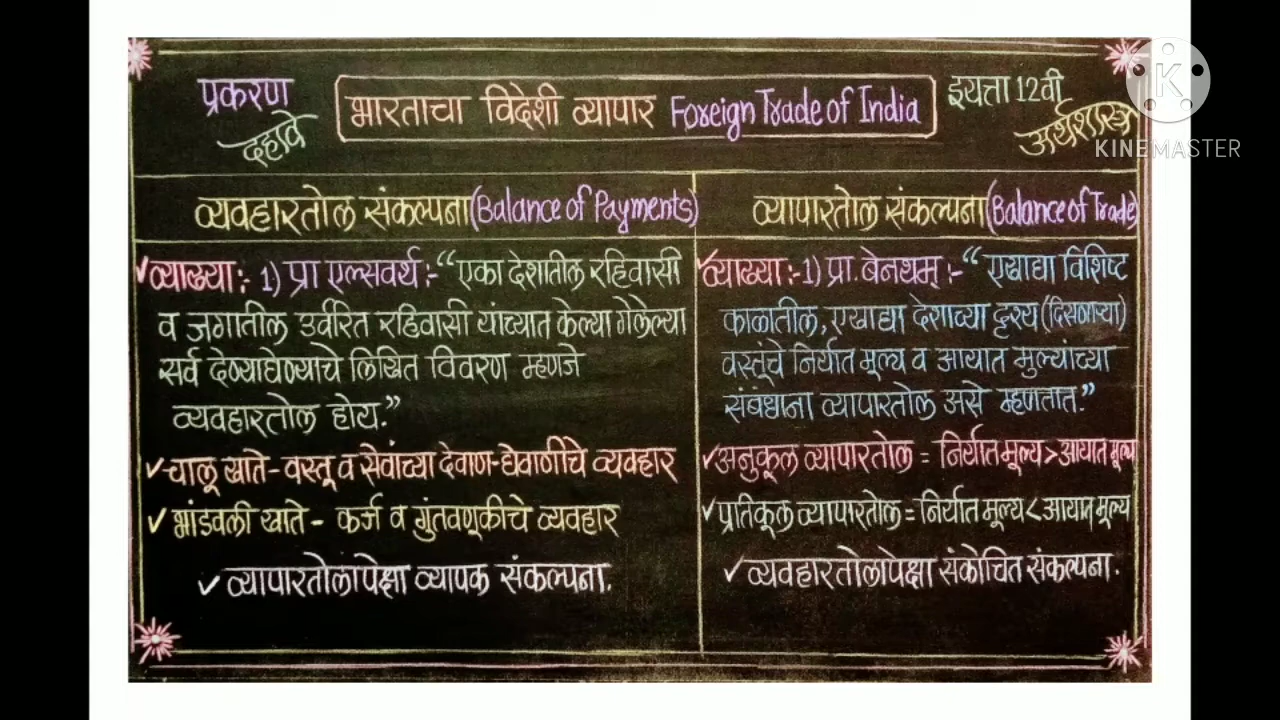 प्रकरण
दहावे
भारताचा विदेशी व्यापार Foreign Trade of India
इयत्ता 12वी
अर्थशास्त्र
KINEMASTER
व्यवहारतोल संकल्पना (Balance of Payments)
✓व्याख्या:- 1) प्रा एल्सवर्थ :- "एका देशातील रहिवासी
व जगातील उर्वरित रहिवासी यांच्यात केल्या गेलेल्या
सर्व देण्याघेण्याचे लिखित विवरण म्हणजे
व्यवहारतोल होय."
✓चालू खाते - वस्तू व सेवांच्या देवाण-घेवाणीचे व्यवहार
✓ भांडवली खाते - कर्ज व गुंतवणूकीचे व्यवहार
✓ व्यापारतोलापेक्षा व्यापक संकल्पना.
व्यापारतोल संकल्पना (Balance of Trade)
✓व्याख्या:- 1) प्रा. बेनथम् :- "एखाद्या विशिष्ट
काळातील, एखाद्या देशाच्या दृश्य (दिसणाऱ्या)
वस्तूंचे निर्यात मूल्य व आयात मुल्यांच्या
संबंधाना व्यापारतोल असे म्हणतात."
✓अनुकूल व्यापारतोल = निर्यात मूल्य > आयात मूल्य
✓प्रतिकूल व्यापारतोल = निर्यात मूल्य < आयात मूल्य
✓ व्यवहारतोलापेक्षा संकोचित संकल्पना.